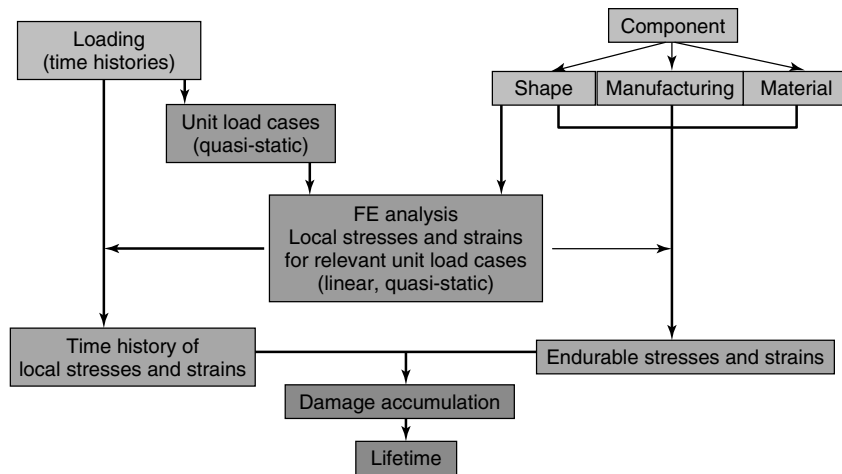 Loading
(time histories)
Component
Shape
Manufacturing
Material
Unit load cases
(quasi-static)
FE analysis
Local stresses and strains
for relevant unit load cases
(linear, quasi-static)
Time history of
local stresses and strains
Endurable stresses and strains
Damage accumulation
Lifetime